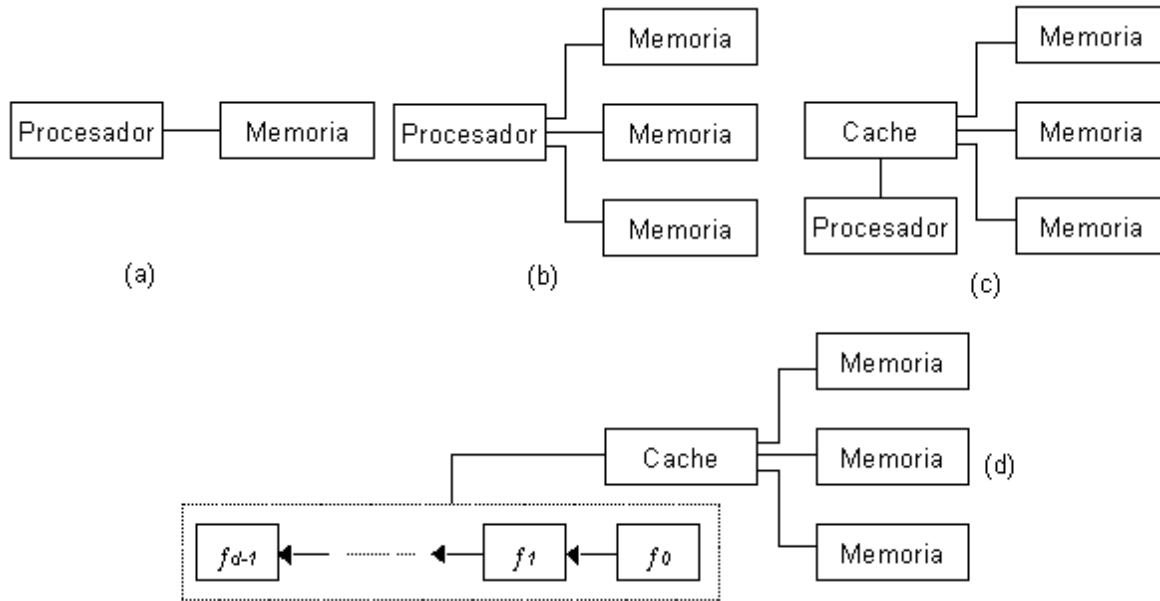 Procesador
Memoria
(a)
Procesador
Memoria
Memoria
Memoria
(b)
Cache
Procesador
Memoria
Memoria
Memoria
(c)
Cache
Memoria
Memoria
Memoria
(d)
fd-1
f1
f0